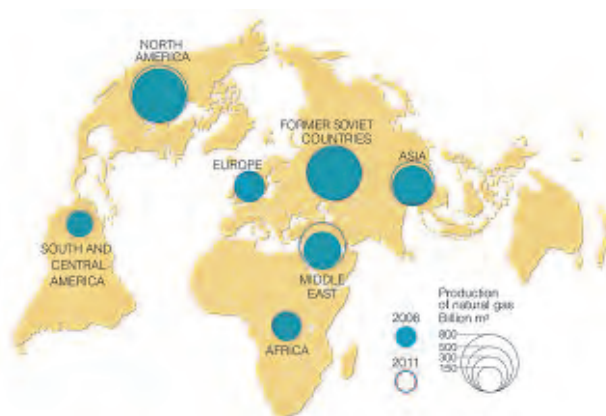 NORTH
AMERICA
FORMER SOVIET
COUNTRIES
EUROPE
ASIA
SOUTH AND
CENTRAL
AMERICA
MIDDLE
EAST
AFRICA
2006
2011
Production
of natural gas
Billion m³
800
500
300
150